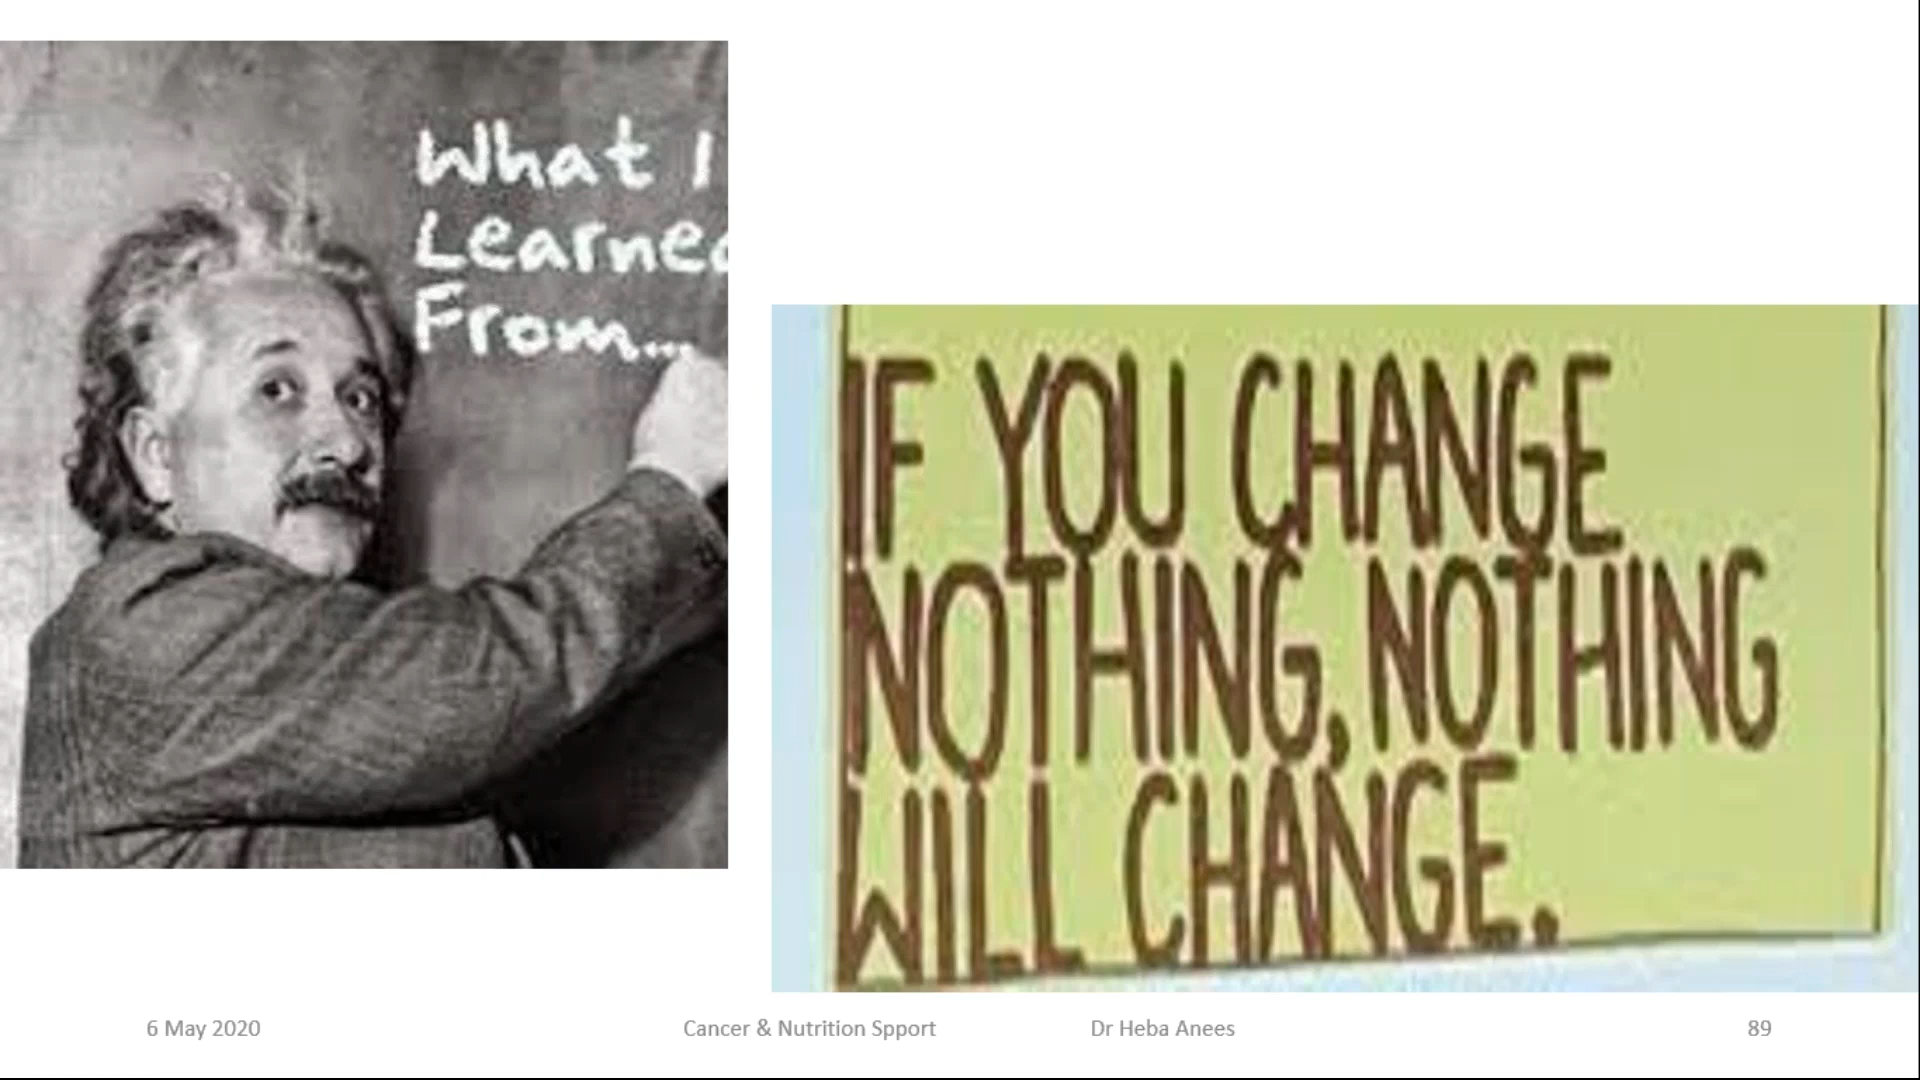 What I
Learned
From...
IF YOU CHANGE
NOTHING, NOTHING
WILL CHANGE.
6 May 2020
Cancer & Nutrition Spport
Dr Heba Anees
89